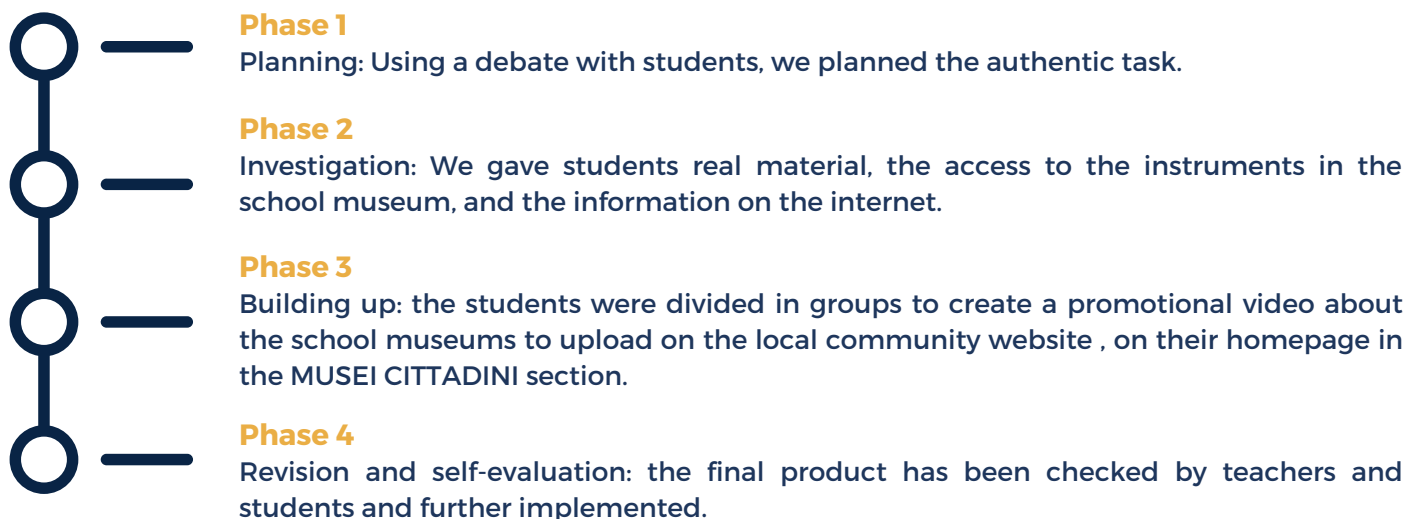 Phase 1
Planning: Using a debate with students, we planned the authentic task.
Phase 2
Investigation: We gave students real material, the access to the instruments in the
school museum, and the information on the internet.
Phase 3
Building up: the students were divided in groups to create a promotional video about
the school museums to upload on the local community website , on their homepage in
the MUSEI CITTADINI section.
Phase 4
Revision and self-evaluation: the final product has been checked by teachers and
students and further implemented.